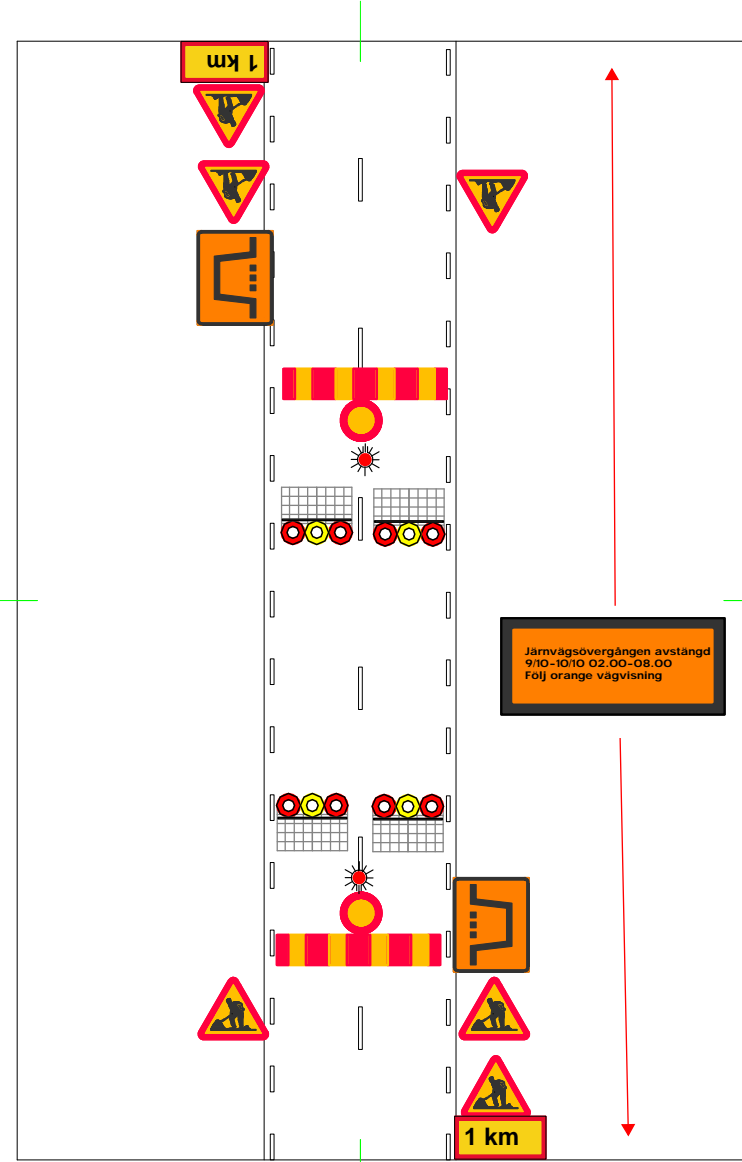 1 km
Järnvägsövergången avstängd
9/10-10/10 02.00-08.00
Följ orange vägvisning
1 km